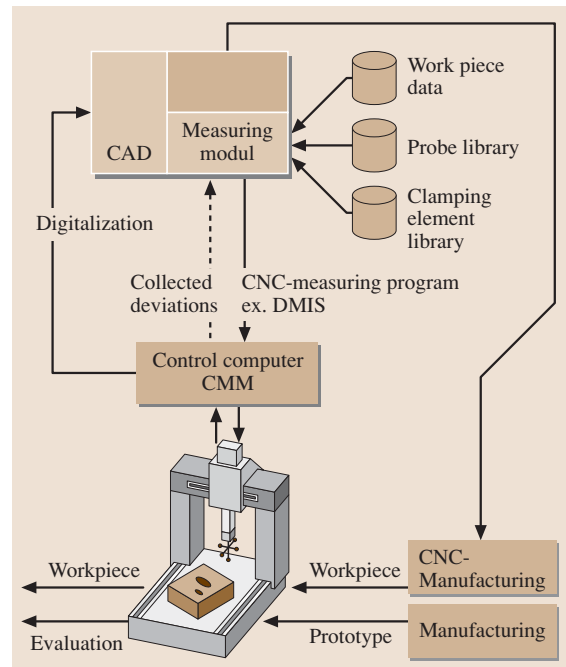 Work piece
data
Measuring
modul
CAD
Probe library
Clamping
element
library
Digitalization
Collected
deviations
CNC-measuring program
ex. DMIS
Control computer
CMM
CNC-
Manufacturing
Workpiece
Workpiece
Manufacturing
Prototype
Evaluation